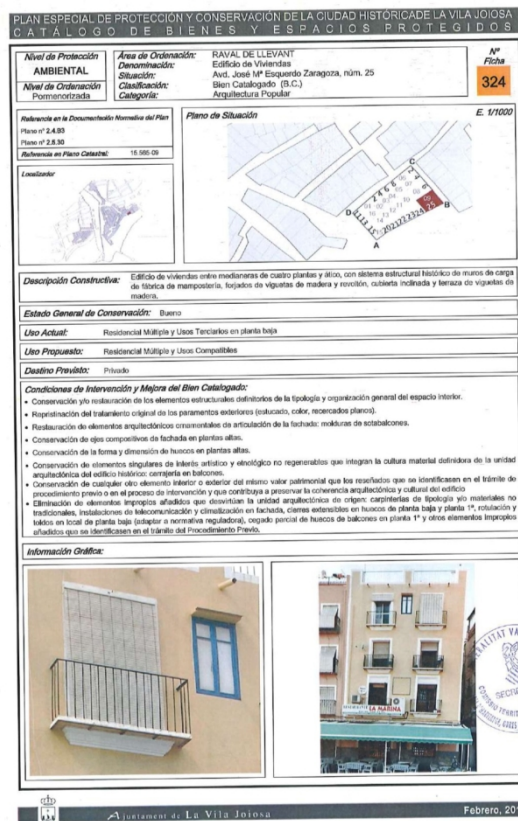 PLAN ESPECIAL DE PROTECCIÓN Y CONSERVACIÓN DE LA CIUDAD HISTÓRICADE LA VILA JOIOSA
CATÁLOGO DE BIENES Y ESPACIOS PROTEGIDOS
Nivel de Protección
AMBIENTAL
Nivel de Ordenación
Pormenorizada
Área de Ordenación: RAVAL DE LLEVANT
Denominación: Edificio de Viviendas
Situación: Avd. José Mª Esquerdo Zaragoza, núm. 25
Clasificación: Bien Catalogado (B.C.)
Categoría: Arquitectura Popular
Nº
Ficha
324
Referencia en la Documentación Normativa del Plan
Plano nº 2.4.B3
Plano nº 2.5.30
Referencia en Plano Catastral: 15.565-09
Localizador
Plano de Situación
E. 1/1000
C
B
D
A
Descripción Constructiva: Edificio de viviendas entre medianeras de cuatro plantas y ático, con sistema estructural histórico de muros de carga
de fábrica de mampostería, forjados de viguetas de madera y revoltón, cubierta inclinada y terraza de viguetas de
madera.
Estado General de Conservación: Bueno
Uso Actual: Residencial Múltiple y Usos Terciarios en planta baja
Uso Propuesto: Residencial Múltiple y Usos Compatibles
Destino Previsto: Privado
Condiciones de Intervención y Mejora del Bien Catalogado:
• Conservación y/o restauración de los elementos estructurales definitorios de la tipología y organización general del espacio interior.
• Repristinación del tratamiento original de los paramentos exteriores (estucado, color, recercados planos).
• Restauración de elementos arquitectónicos ornamentales de articulación de la fachada: molduras de sotabalcones.
• Conservación de ejes compositivos de fachada en plantas altas.
• Conservación de la forma y dimensión de huecos en plantas altas.
• Conservación de elementos singulares de interés artístico y etnológico no regenerables que integran la cultura material definidora de la unidad
arquitectónica del edificio histórico: cerrajería en balcones.
• Conservación de cualquier otro elemento interior o exterior del mismo valor patrimonial que los reseñados que se identificasen en el trámite de
procedimiento previo o en el proceso de intervención y que contribuya a preservar la coherencia arquitectónica y cultural del edificio
• Eliminación de elementos impropios añadidos que desvirtúan la unidad arquitectónica de origen: carpinterías de tipología y/o materiales no
tradicionales, instalaciones de telecomunicación y climatización en fachada, cierres extensibles en huecos de planta baja y planta 1ª, rotulación y
toldos en local de planta baja (adaptar a normativa reguladora), cegado parcial de huecos de balcones en planta 1ª y otros elementos impropios
añadidos que se identificasen en el trámite del Procedimiento Previo.
Información Gráfica:
LA MARINA
Ajuntament de La Vila Joiosa
Febrero, 20